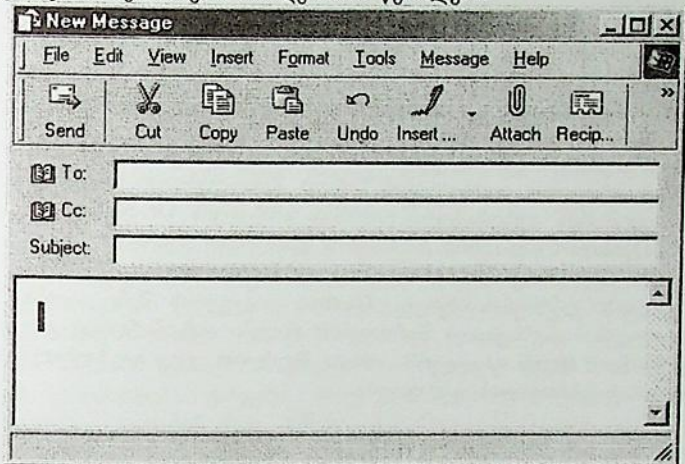 New Message
File Edit View Insert Format Tools Message Help
Send Cut Copy Paste Undo Insert ... Attach Recip...
To:
Cc:
Subject: